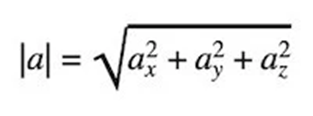 |a| = √(a_x² + a_y² + a_z²)